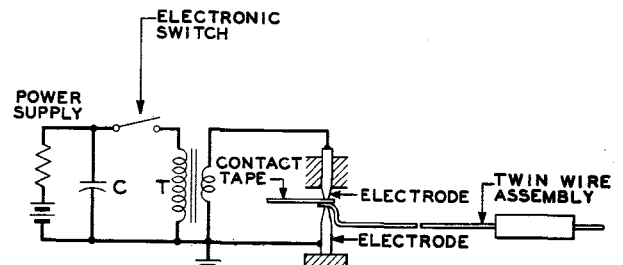 ELECTRONIC
SWITCH
POWER
SUPPLY
C
T
CONTACT
TAPE
ELECTRODE
TWIN WIRE
ASSEMBLY
ELECTRODE